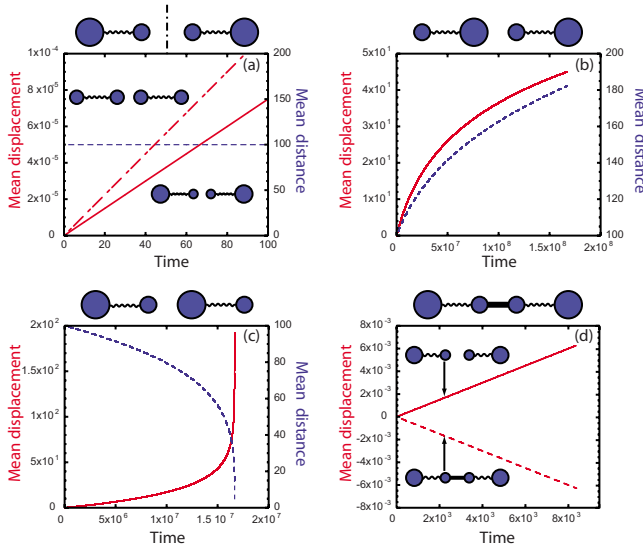 (a)
Mean displacement
1x10⁻⁴
8x10⁻⁵
6x10⁻⁵
4x10⁻⁵
2x10⁻⁵
0
0 20 40 60 80 100
Time
200
150
100
50
0
Mean distance
(b)
Mean displacement
5x10¹
4x10¹
3x10¹
2x10¹
1x10¹
0
0 5x10⁷ 1x10⁸ 1.5x10⁸ 2x10⁸
Time
200
180
160
140
120
100
Mean distance
(c)
Mean displacement
2x10²
1.5x10²
1x10²
5x10¹
0
0 5x10⁶ 1x10⁷ 1.5x10⁷ 2x10⁷
Time
100
80
60
40
20
0
Mean distance
(d)
Mean displacement
8x10⁻³
6x10⁻³
4x10⁻³
2x10⁻³
0
-2x10⁻³
-4x10⁻³
-6x10⁻³
-8x10⁻³
0 2x10³ 4x10³ 6x10³ 8x10³
Time